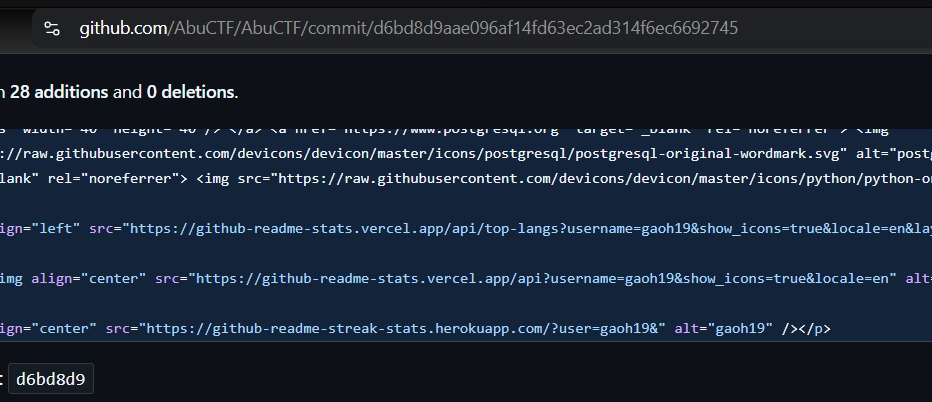 github.com/AbuCTF/AbuCTF/commit/d6bd8d9aae096af14fd63ec2ad314f6ec6692745
28 additions and 0 deletions.
width="40" height="40"/> </a> <a href="https://www.postgresql.org" target="_blank" rel="noreferrer"> <img
://raw.githubusercontent.com/devicons/devicon/master/icons/postgresql/postgresql-original-wordmark.svg" alt="post
lank" rel="noreferrer"> <img src="https://raw.githubusercontent.com/devicons/devicon/master/icons/python/python-o
ign="left" src="https://github-readme-stats.vercel.app/api/top-langs?username=gaoh19&show_icons=true&locale=en&lay
img align="center" src="https://github-readme-stats.vercel.app/api?username=gaoh19&show_icons=true&locale=en" alt=
ign="center" src="https://github-readme-streak-stats.herokuapp.com/?user=gaoh19&" alt="gaoh19" /></p>
: d6bd8d9